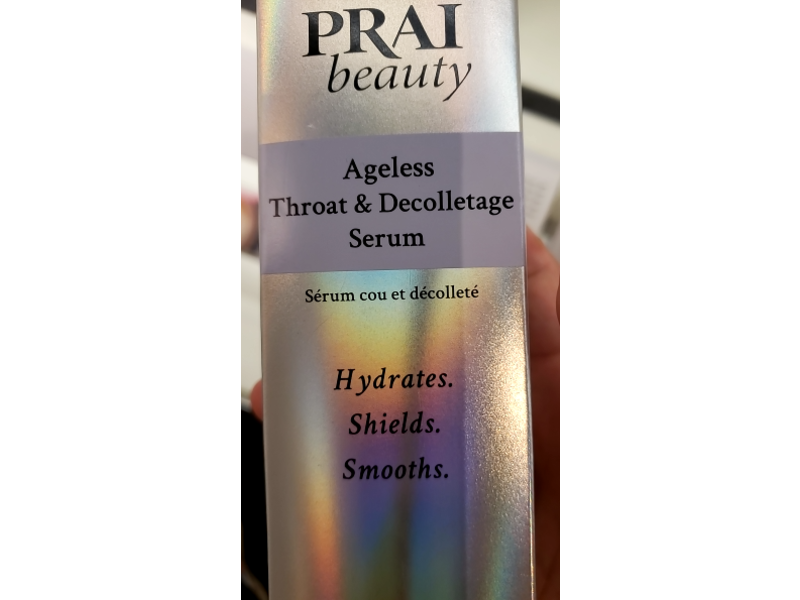 PRAI
beauty
Ageless
Throat & Decolletage
Serum
Sérum cou et décolleté
Hydrates.
Shields.
Smooths.